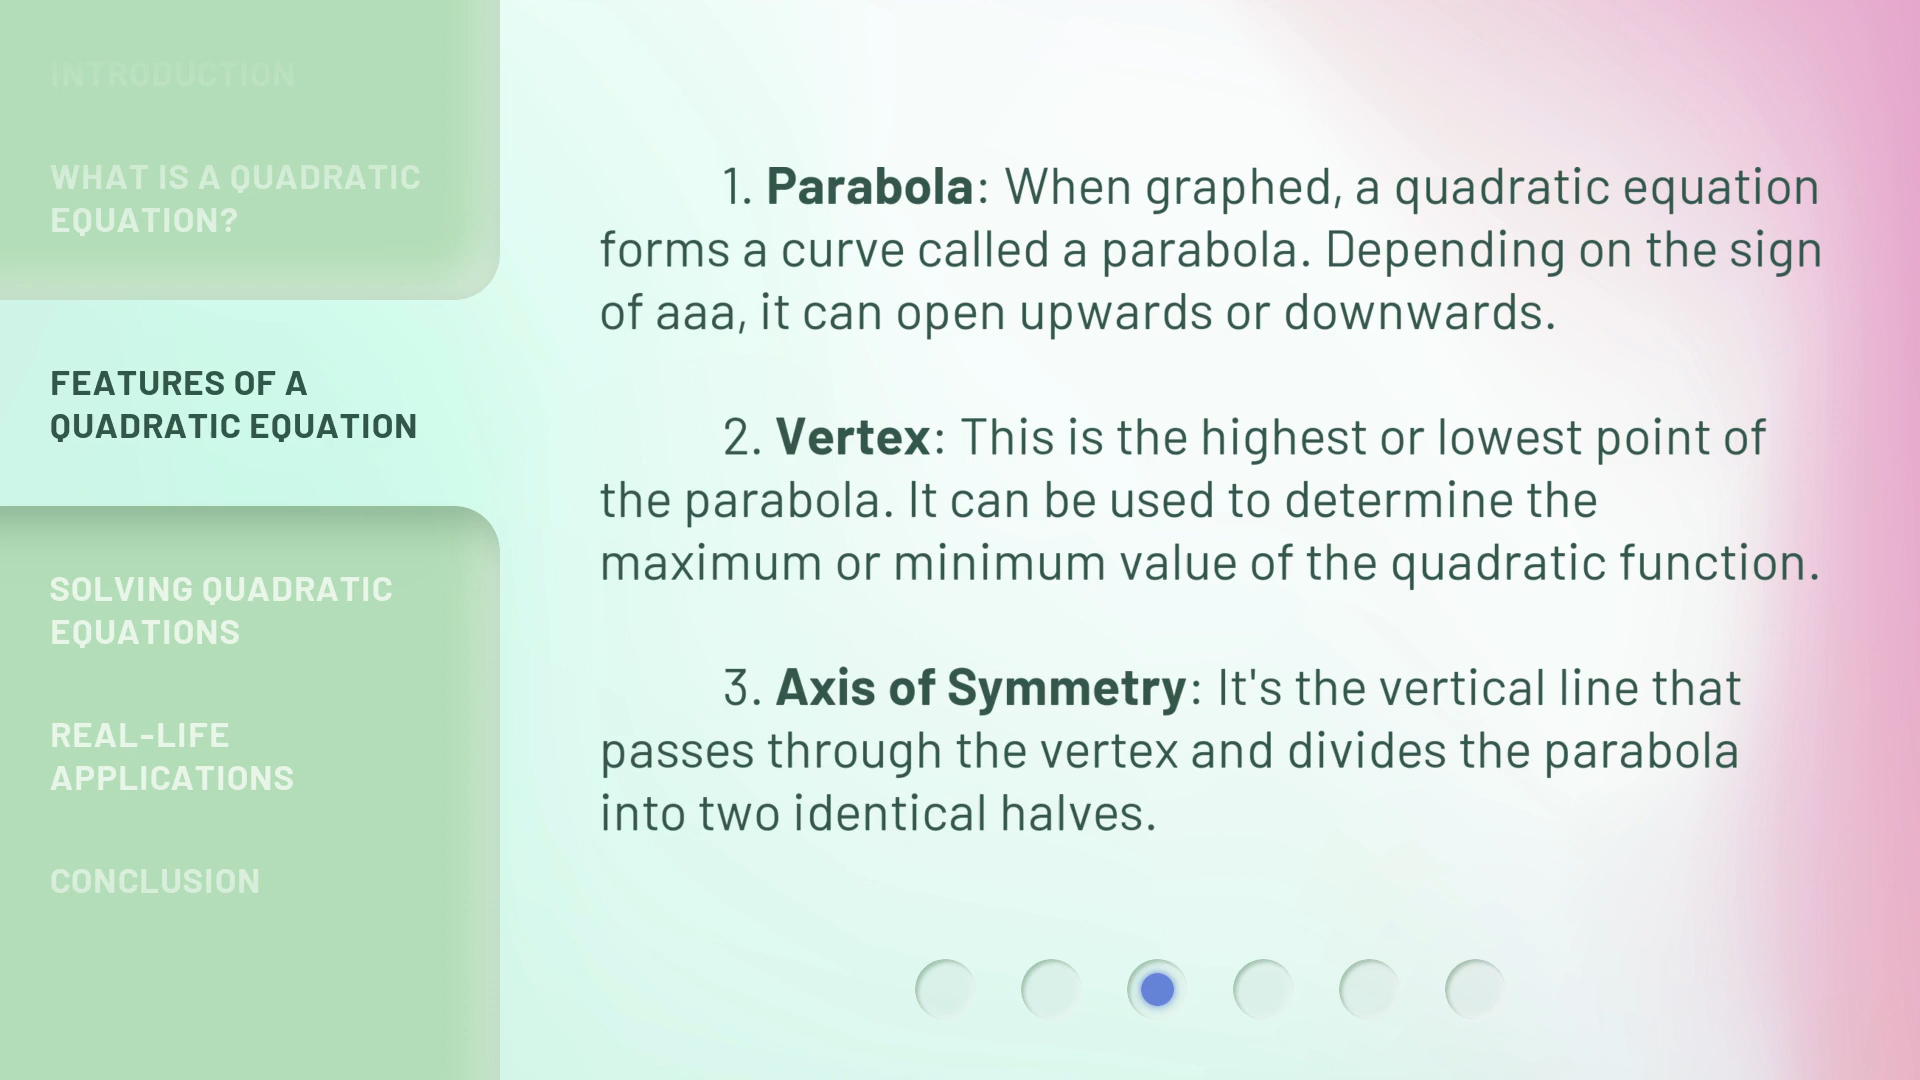 INTRODUCTION
WHAT IS A QUADRATIC
EQUATION?
FEATURES OF A
QUADRATIC EQUATION
SOLVING QUADRATIC
EQUATIONS
REAL-LIFE
APPLICATIONS
CONCLUSION
1. Parabola: When graphed, a quadratic equation
forms a curve called a parabola. Depending on the sign
of aaa, it can open upwards or downwards.
2. Vertex: This is the highest or lowest point of
the parabola. It can be used to determine the
maximum or minimum value of the quadratic function.
3. Axis of Symmetry: It's the vertical line that
passes through the vertex and divides the parabola
into two identical halves.